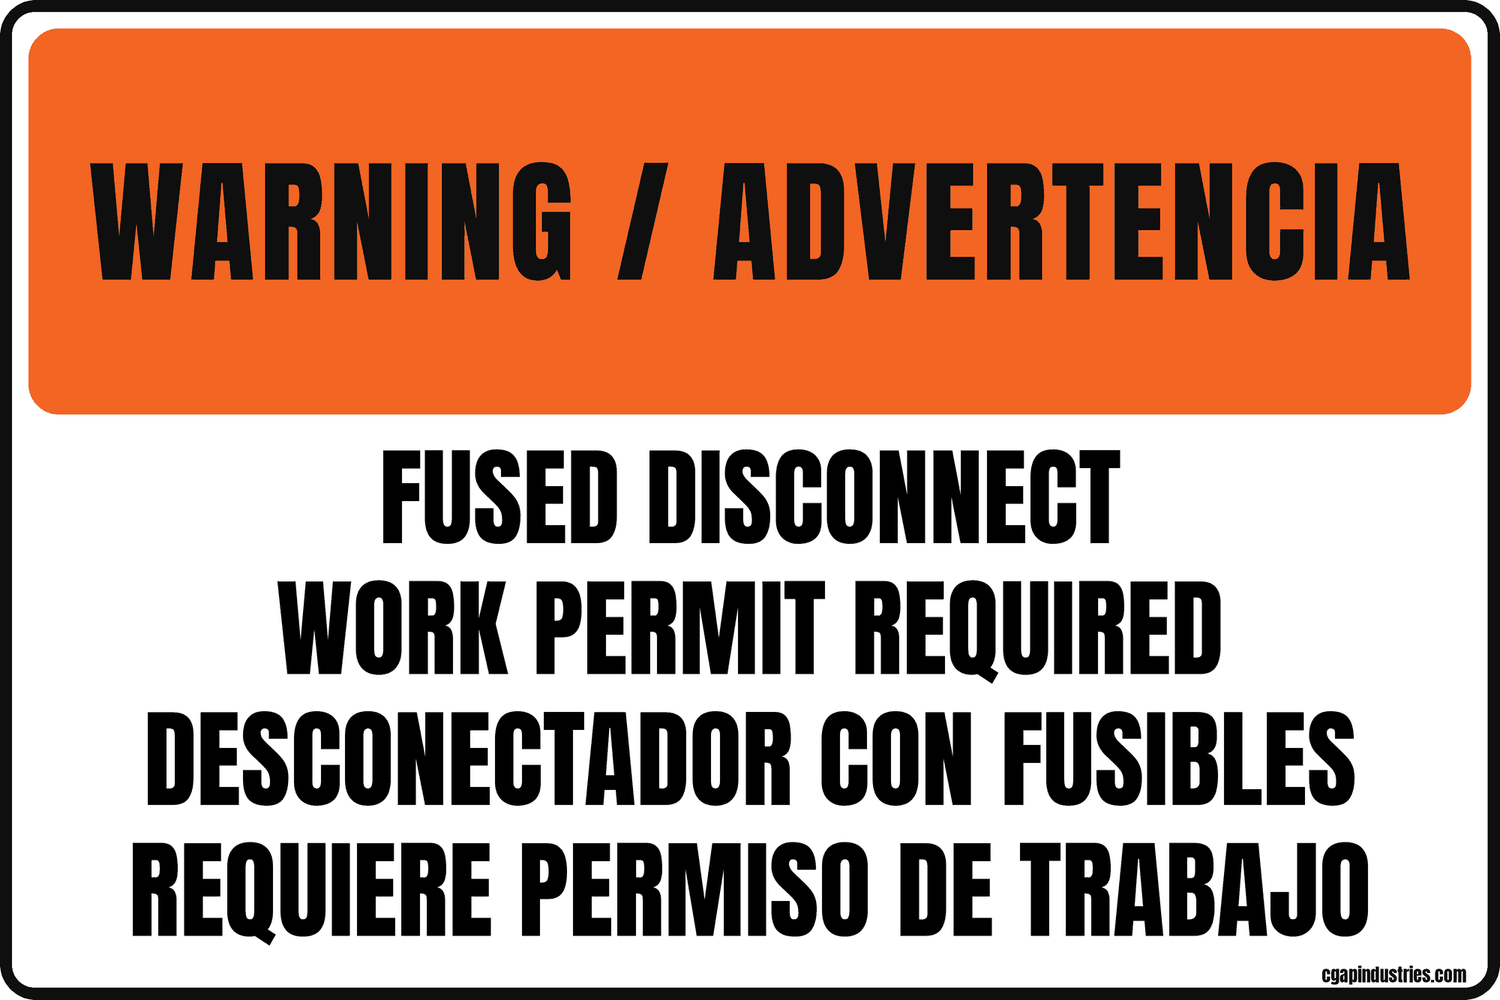 WARNING / ADVERTENCIA
FUSED DISCONNECT
WORK PERMIT REQUIRED
DESCONECTADOR CON FUSIBLES
REQUIERE PERMISO DE TRABAJO
cgapindustries.com